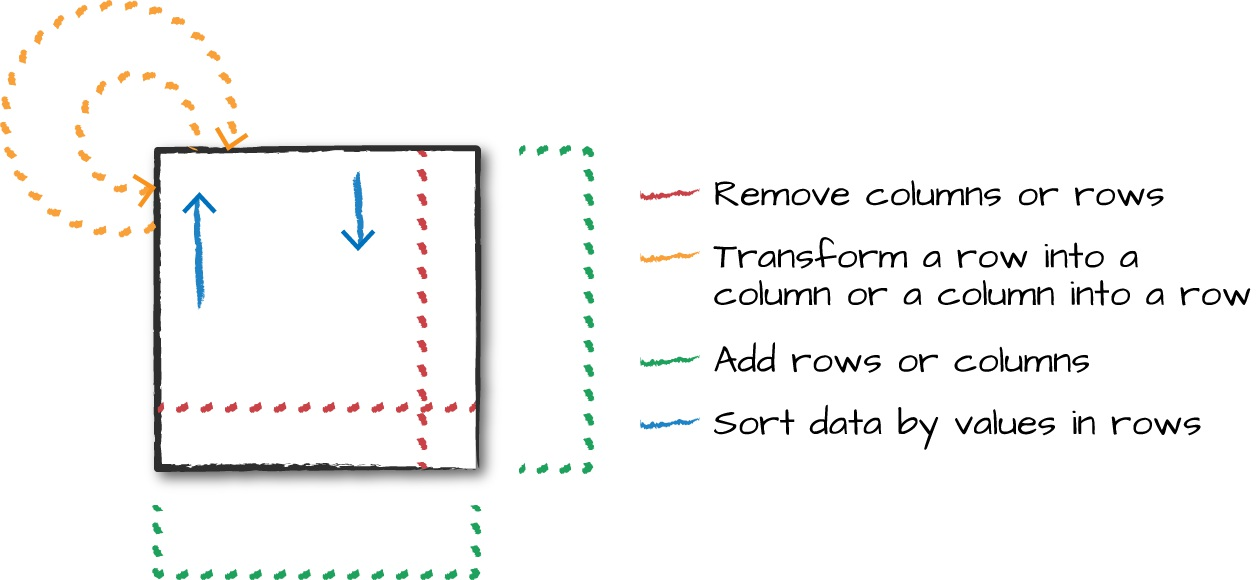 Remove columns or rows
Transform a row into a
column or a column into a row
Add rows or columns
Sort data by values in rows